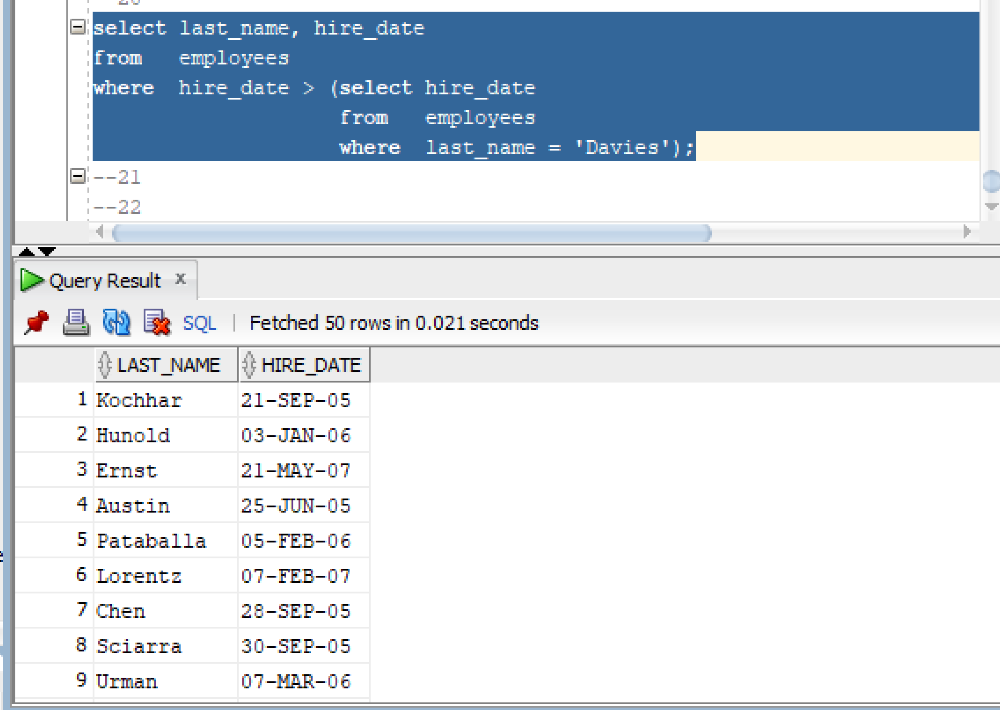 select last_name, hire_date
from employees
where hire_date > (select hire_date
from employees
where last_name = 'Davies');
--21
--22
Query Result x
SQL | Fetched 50 rows in 0.021 seconds
LAST_NAME HIRE_DATE
1 Kochhar 21-SEP-05
2 Hunold 03-JAN-06
3 Ernst 21-MAY-07
4 Austin 25-JUN-05
5 Pataballa 05-FEB-06
6 Lorentz 07-FEB-07
7 Chen 28-SEP-05
8 Sciarra 30-SEP-05
9 Urman 07-MAR-06